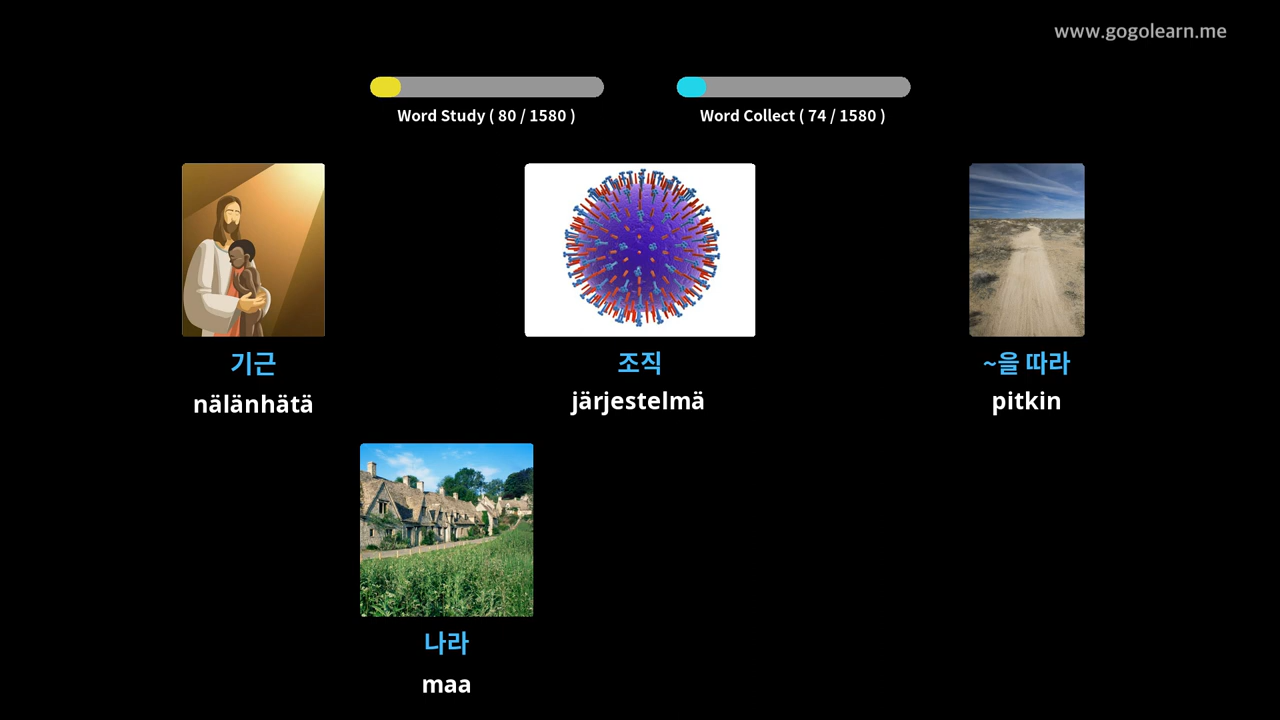 www.gogolearn.me
Word Study ( 80 / 1580 )
Word Collect ( 74 / 1580 )
기근
nälänhätä
조직
järjestelmä
~을 따라
pitkin
나라
maa